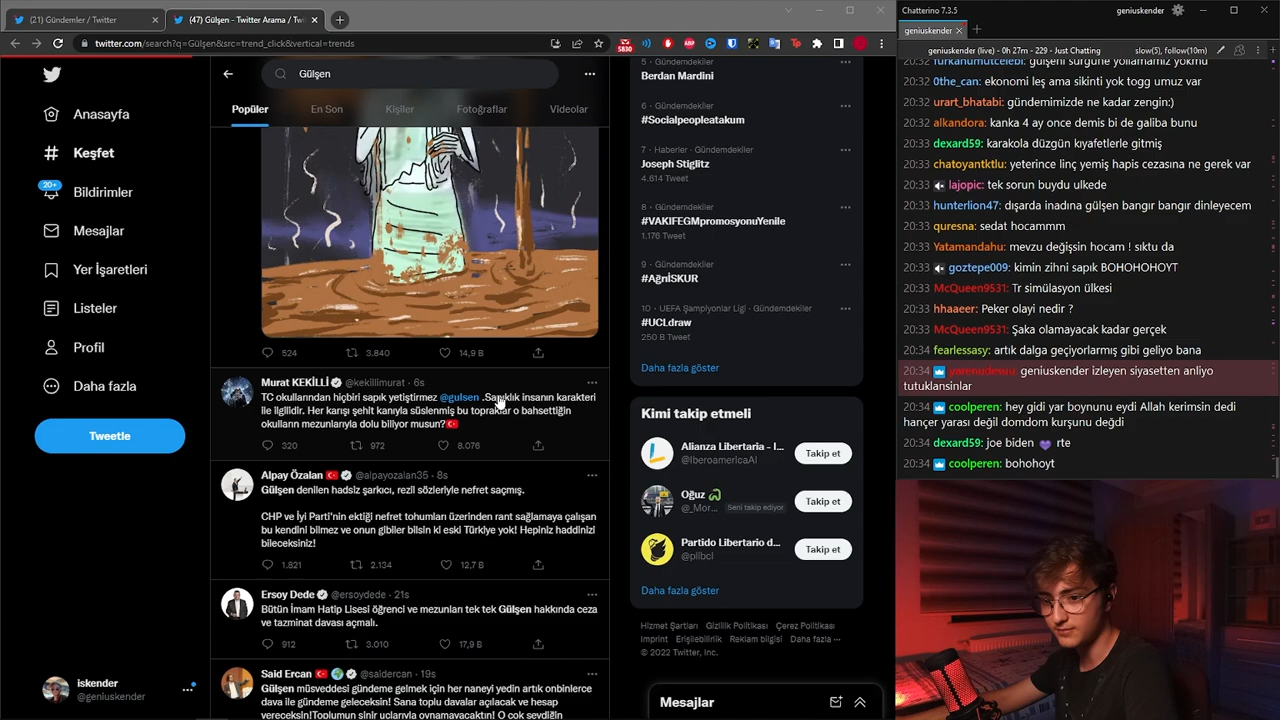 (21) Gündemler / Twitter
(47) Gülşen - Twitter Arama / Twi
twitter.com/search?q=Gülşen&src=trend_click&vertical=trends
5830
Gülşen
Popüler
En Son
Kişiler
Fotoğraflar
Videolar
Anasayfa
Keşfet
20+
Bildirimler
Mesajlar
Yer İşaretleri
Listeler
Profil
Daha fazla
Tweetle
iskender
@geniuskender
524
3.840
14,9 B
Murat KEKİLLİ @kekillimurat · 6s
TC okullarından hiçbiri sapık yetiştirmez @gulsen .Sapıklık insanın karakteri
ile ilgilidir. Her karışı şehit kanıyla süslenmiş bu topraklar o bahsettiğin
okulların mezunlarıyla dolu biliyor musun?
320
972
8.076
Alpay Özalan @alpayozalan35 · 8s
Gülşen denilen hadsiz şarkıcı, rezil sözleriyle nefret saçmış.
CHP ve İyi Parti'nin ektiği nefret tohumları üzerinden rant sağlamaya çalışan
bu kendini bilmez ve onun gibiler bilsin ki eski Türkiye yok! Hepiniz haddinizi
bileceksiniz!
1.821
2.134
12,7 B
Ersoy Dede @ersoydede · 21s
Bütün İmam Hatip Lisesi öğrenci ve mezunları tek tek Gülşen hakkında ceza
ve tazminat davası açmalı.
912
3.010
17,9 B
Said Ercan @saidercan · 19s
Gülşen müsveddesi gündeme gelmek için her naneyi yedin artık onbinlerce
dava ile gündeme geleceksin! Sana toplu davalar açılacak ve hesap
vereceksin!Toplumun sinir uclarıyla oynamayacaktın! O çok sevdiğin
5 · Gündemdekiler
Berdan Mardini
6 · Gündemdekiler
#Socialpeopleatakum
7 · Haberler · Gündemdekiler
Joseph Stiglitz
4.614 Tweet
8 · Gündemdekiler
#VAKIFEGMpromosyonuYenile
1.176 Tweet
9 · Gündemdekiler
#AğrıİSKUR
10 · UEFA Şampiyonlar Ligi · Gündemdekiler
#UCLdraw
250 B Tweet
Daha fazla göster
Kimi takip etmeli
Alianza Libertaria - I...
@IberoamericaAl
Takip et
Oğuz
@_Mor... Seni takip ediyor
Takip et
Partido Libertario d...
@plibcl
Takip et
Daha fazla göster
Hizmet Şartları Gizlilik Politikası Çerez Politikası
Imprint Erişilebilirlik Reklam bilgisi Daha fazla ···
© 2022 Twitter, Inc.
Mesajlar
Chatterino 7.3.5
geniuskender
geniuskender
geniuskender (live) - 0h 27m - 229 - Just Chatting
slow(5), follow(10m)
20:32 furkanumutcelebi: gulşeni sürgüne yollamamız yokmu
20:32 0the_can: ekonomi leş ama sikinti yok togg umuz var
20:32 urart_bhatabi: gündemimizde ne kadar zengin:)
20:32 alkandora: kanka 4 ay once demis bi de galiba bunu
20:33 dexard59: karakola düzgün kıyafetlerle gitmiş
20:33 chatoyantktlu: yeterince linç yemiş hapis cezasına ne gerek var
20:33 lajopic: tek sorun buydu ulkede
20:33 hunterlion47: dışarda inadına gülşen bangır bangır dinleyecem
20:33 quresna: sedat hocammm
20:33 Yatamandahu: mevzu değişsin hocam ! sıktu da
20:33 goztepe009: kimin zihni sapık BOHOHOHOYT
20:33 McQueen9531: Tr simülasyon ülkesi
20:33 hhaaeer: Peker olayi nedir ?
20:33 McQueen9531: Şaka olamayacak kadar gerçek
20:34 fearlessasy: artık dalga geçiyorlarmış gibi geliyo bana
20:34 yarenudesuu: geniuskender izleyen siyasetten anliyo
tutuklansinlar
20:34 coolperen: hey gidi yar boynunu eydi Allah kerimsin dedi
hançer yarası değil domdom kurşunu değdi
20:34 dexard59: joe biden rte
20:34 coolperen: bohohoyt